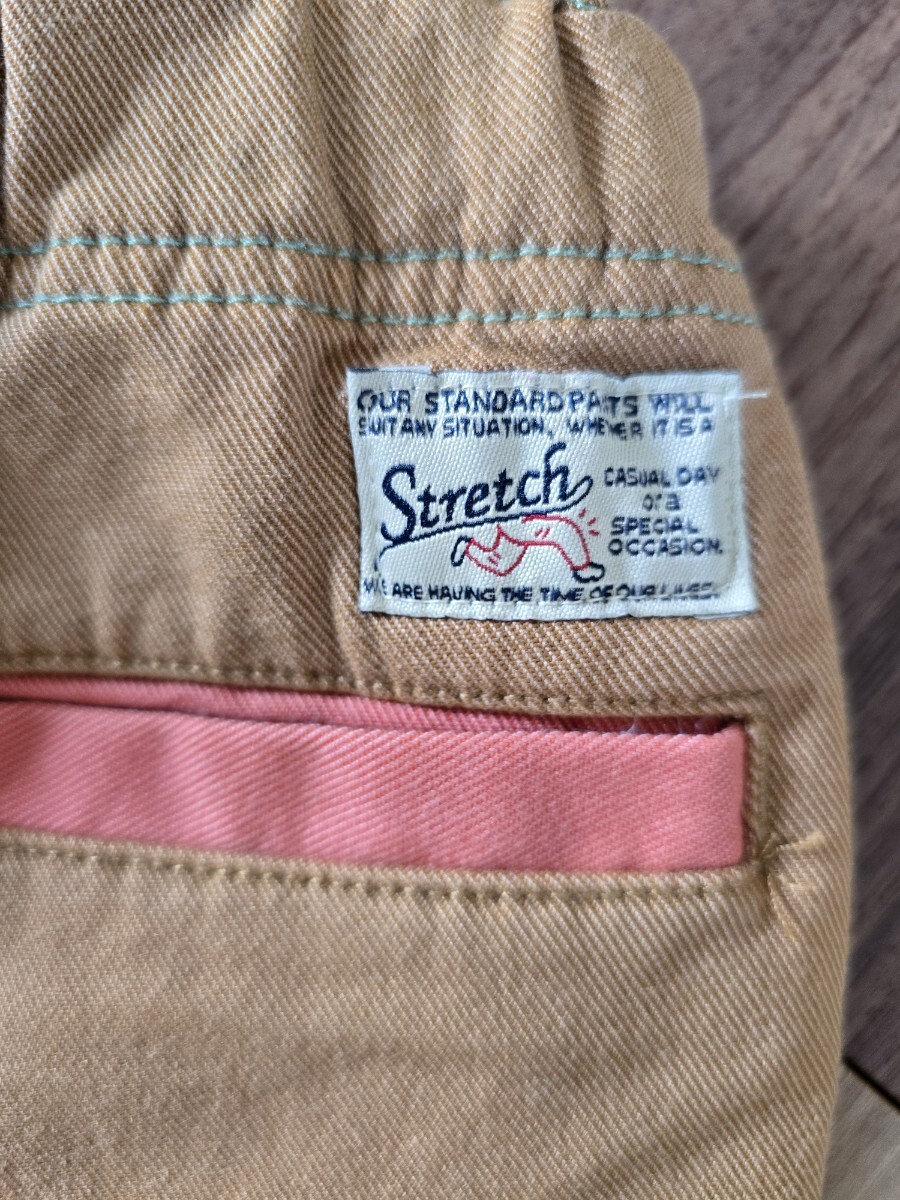 OUR STANDARD PANTS WILL
SUIT ANY SITUATION, WHETHER IT IS A
Stretch
CASUAL DAY
or a
SPECIAL
OCCASION.
ARE HAVING THE TIME OF OUR LIVES.